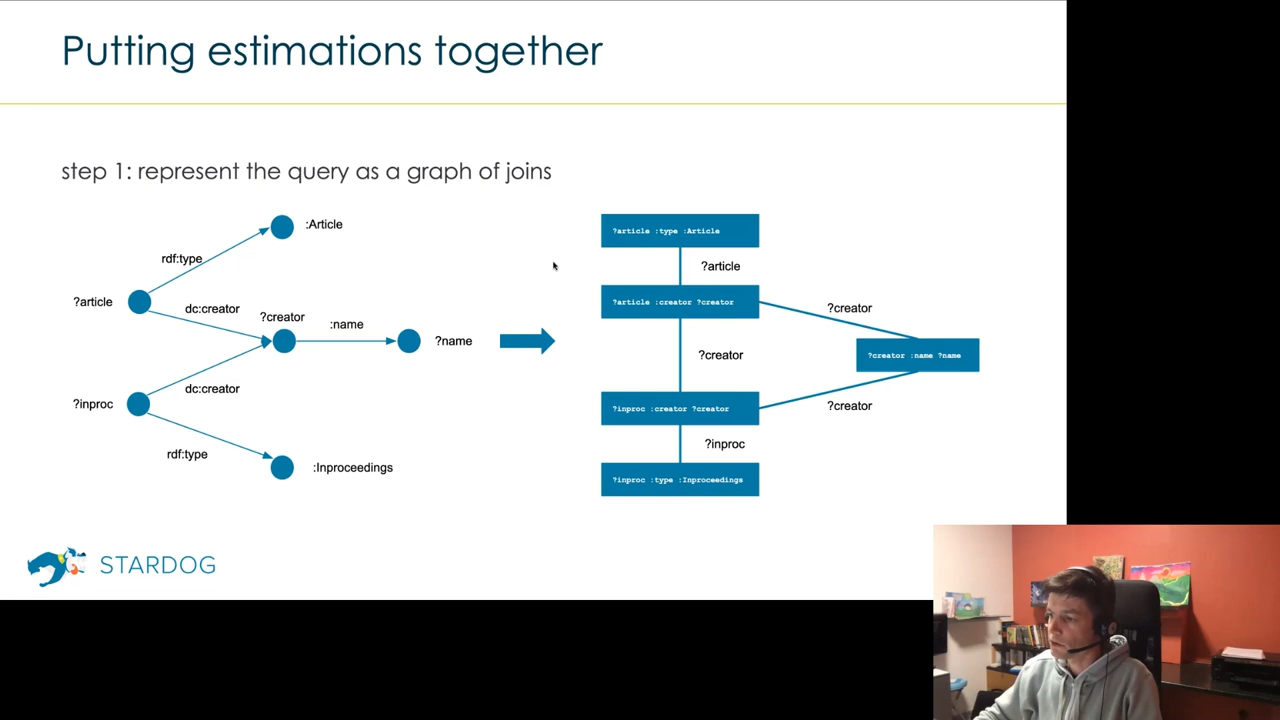 Putting estimations together
step 1: represent the query as a graph of joins
:Article
rdf:type
?article
dc:creator
?creator
:name
?name
dc:creator
?inproc
rdf:type
:Inproceedings
?article :type :Article
?article
?article :creator ?creator
?creator
?creator
?creator :name ?name
?inproc :creator ?creator
?creator
?inproc
?inproc :type :Inproceedings
STARDOG